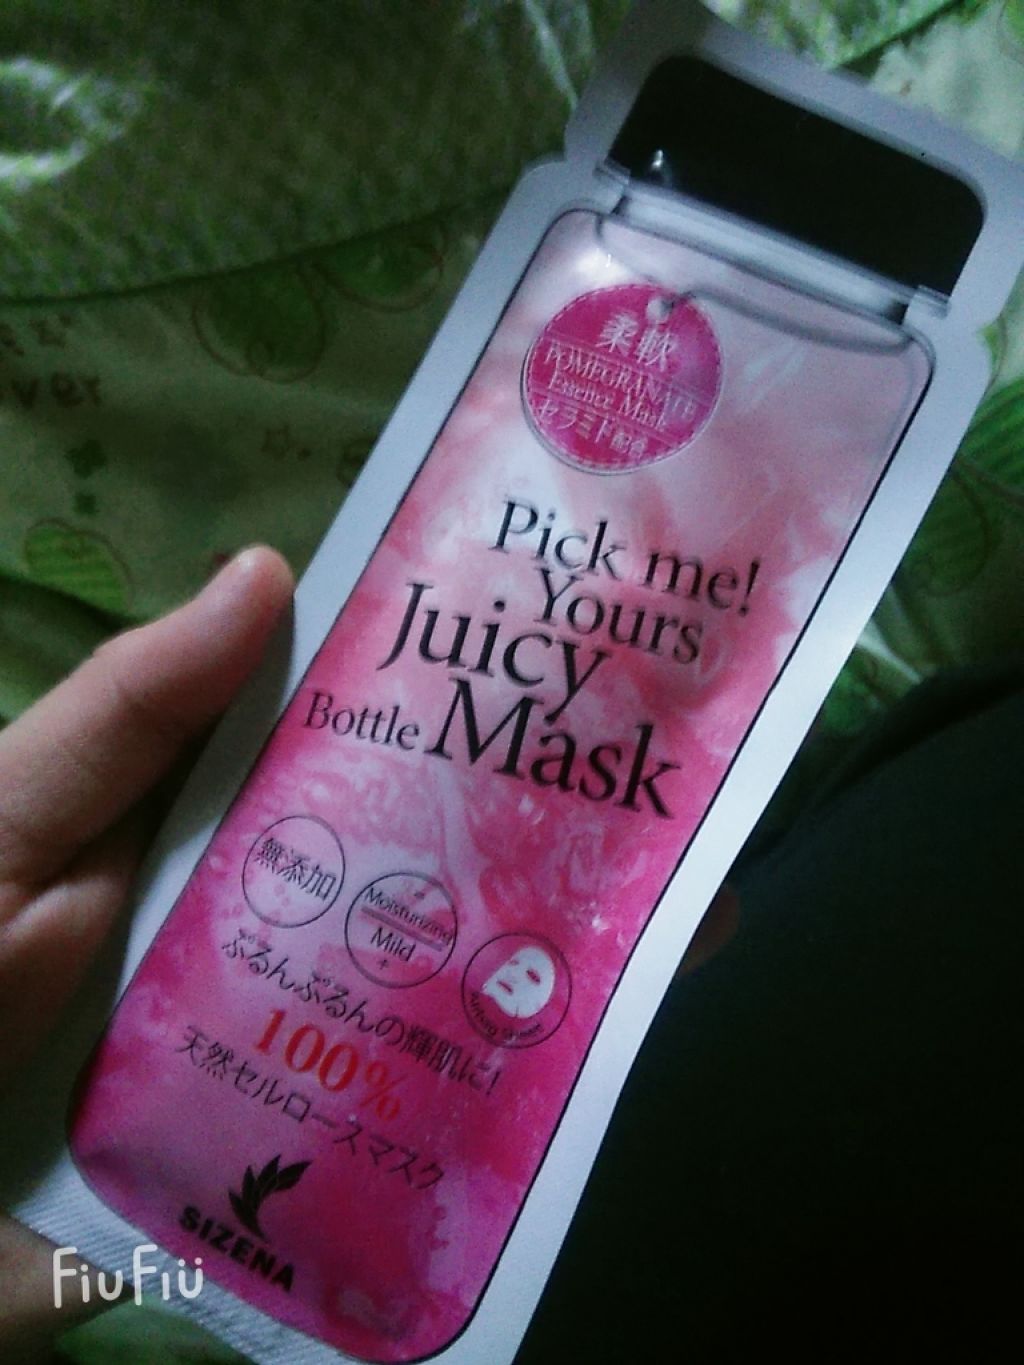 柔軟
POMEGRANATE
Essence Mask
セラミド配合
Pick me!
Yours
Juicy
Bottle Mask
無添加
Moisturizing
Mild
+
ぷるんぷるんの輝肌に!
100%
天然セルロースマスク
SIZENA
FiuFiu
ver